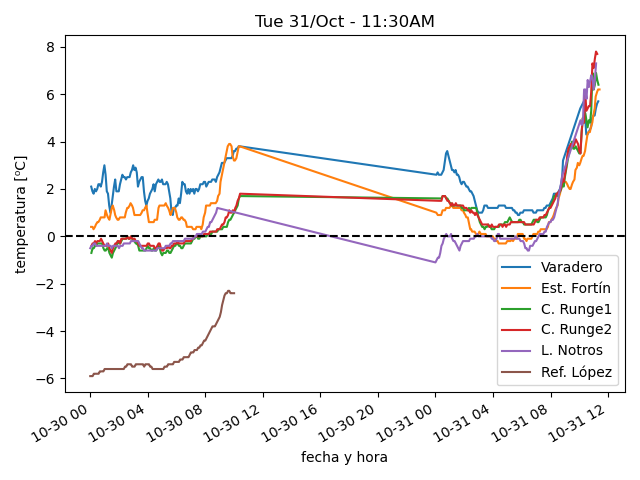 Tue 31/Oct - 11:30AM
temperatura [ºC]
8
6
4
2
0
−2
−4
−6
Varadero
Est. Fortín
C. Runge1
C. Runge2
L. Notros
Ref. López
10-30 00
10-30 04
10-30 08
10-30 12
10-30 16
10-30 20
10-31 00
10-31 04
10-31 08
10-31 12
fecha y hora